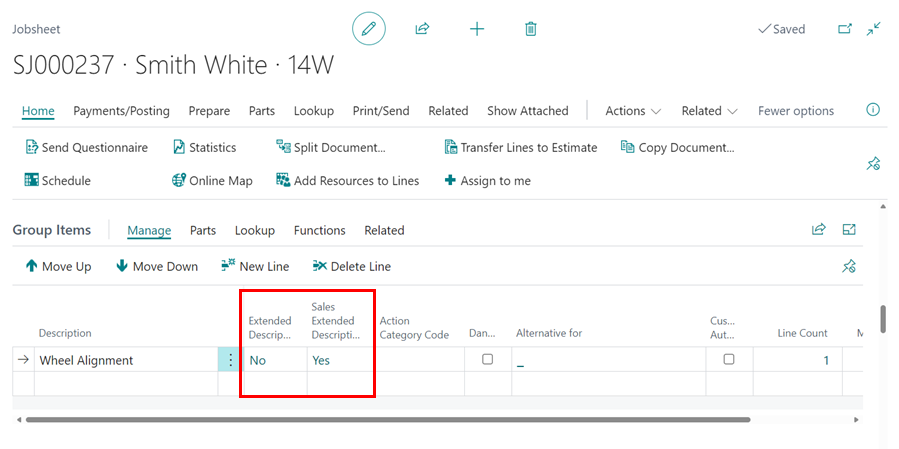 Jobsheet
Saved
SJ000237 · Smith White · 14W
Home Payments/Posting Prepare Parts Lookup Print/Send Related Show Attached Actions Related Fewer options
Send Questionnaire Statistics Split Document... Transfer Lines to Estimate Copy Document...
Schedule Online Map Add Resources to Lines Assign to me
Group Items Manage Parts Lookup Functions Related
Move Up Move Down New Line Delete Line
Description
Extended
Descrip...
Sales
Extended
Descripti...
Action
Category Code
Dan...
Alternative for
Cus...
Aut...
Line Count
M
Wheel Alignment No Yes _ 1